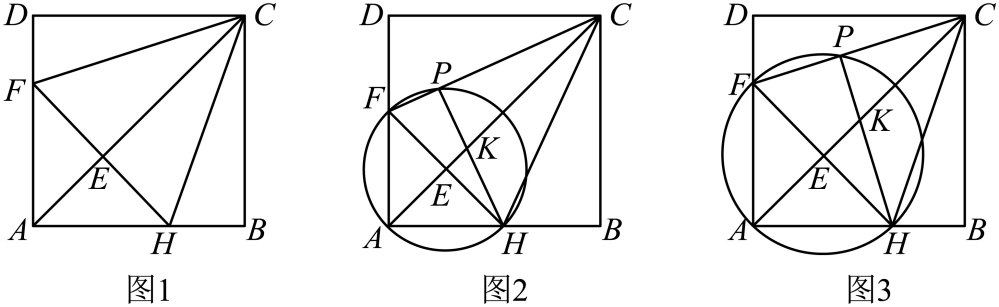 D C D C D C
F E A H B
F P K E A H B
F P K E A H B
图1 图2 图3